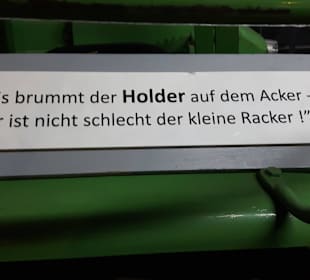 's brummt der Holder auf dem Acker -
r ist nicht schlecht der kleine Racker !”